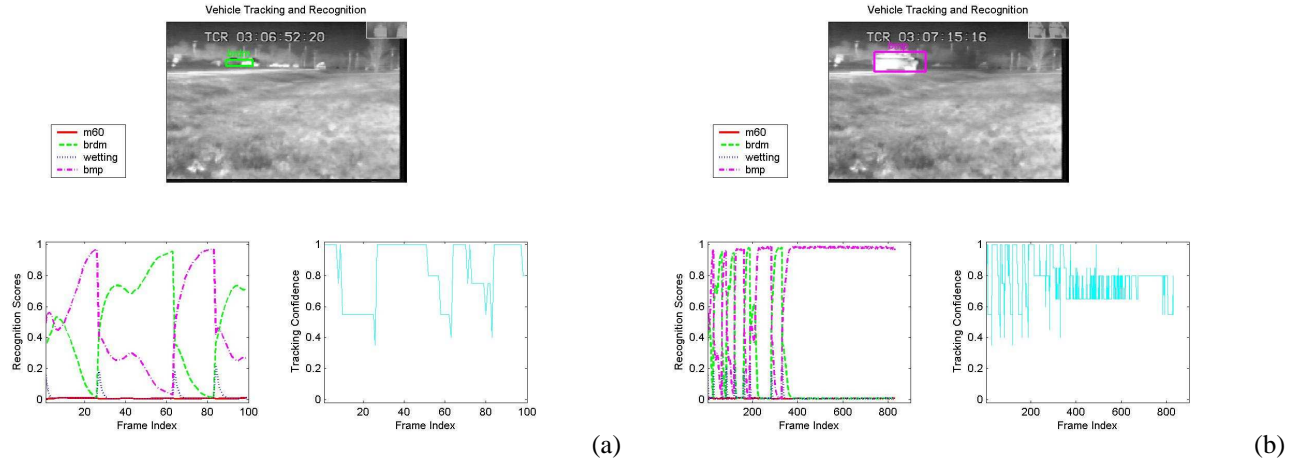 Vehicle Tracking and Recognition
TCR 03:06:52:20
m60
brdm
wetting
bmp
1
0.8
0.6
0.4
0.2
0
20 40 60 80 100
Recognition Scores
Frame Index
1
0.8
0.6
0.4
0.2
0
20 40 60 80 100
Tracking Confidence
Frame Index
(a)
Vehicle Tracking and Recognition
TCR 03:07:15:16
m60
brdm
wetting
bmp
1
0.8
0.6
0.4
0.2
0
0 200 400 600 800
Recognition Scores
Frame Index
1
0.8
0.6
0.4
0.2
0
0 200 400 600 800
Tracking Confidence
Frame Index
(b)